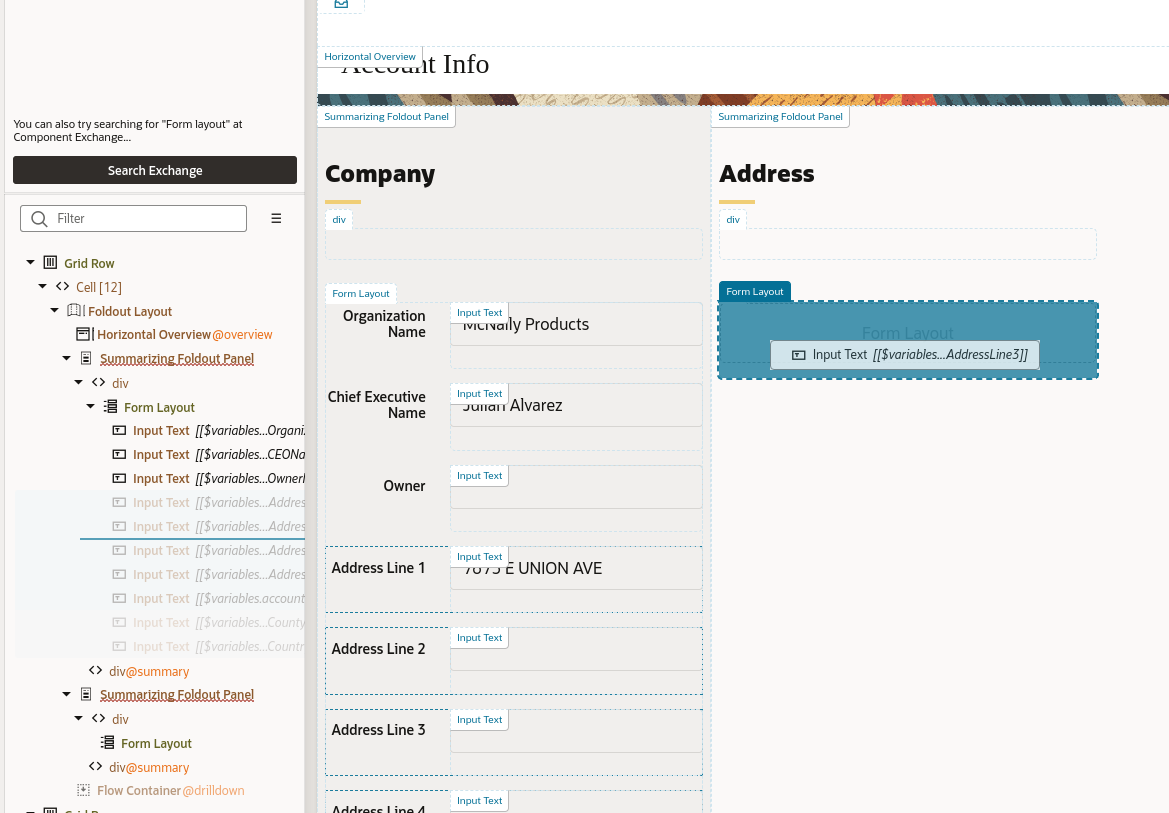 You can also try searching for "Form layout" at
Component Exchange...
Search Exchange
Filter
Grid Row
Cell [12]
Foldout Layout
Horizontal Overview @overview
Summarizing Foldout Panel
div
Form Layout
Input Text [[$variables...Organi
Input Text [[$variables...CEONa
Input Text [[$variables...Owner
Input Text [[$variables...Addres
Input Text [[$variables...Addres
Input Text [[$variables...Addres
Input Text [[$variables...Addres
Input Text [[$variables.account
Input Text [[$variables...County
Input Text [[$variables...Countr
div@summary
Summarizing Foldout Panel
div
Form Layout
div@summary
Flow Container @drilldown
Horizontal Overview
Account Info
Summarizing Foldout Panel
Company
div
Form Layout
Organization
Name
Input Text
McNally Products
Chief Executive
Name
Input Text
Julian Alvarez
Owner
Input Text
Address Line 1
Input Text
E UNION AVE
Address Line 2
Input Text
Address Line 3
Input Text
Address Line 4
Input Text
Summarizing Foldout Panel
Address
div
Form Layout
Form Layout
Input Text [[$variables...AddressLine3]]